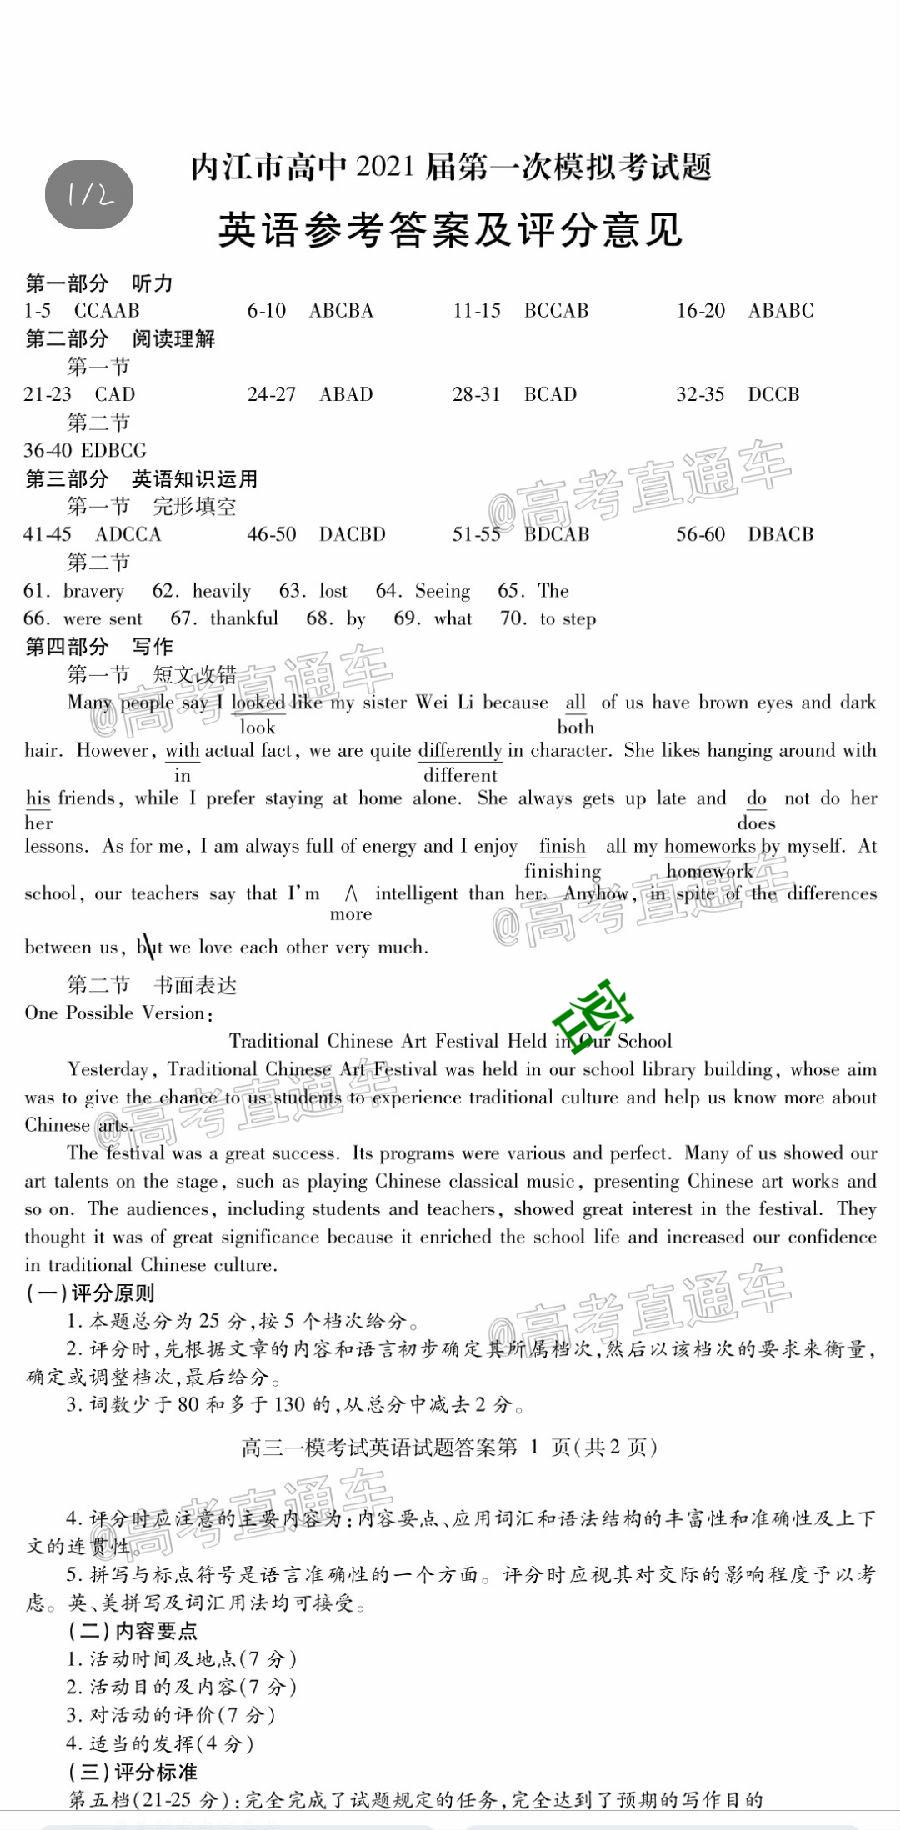 1/2
内江市高中 2021 届第一次模拟考试题
英语参考答案及评分意见
第一部分 听力
1-5 CCAAB 6-10 ABCBA 11-15 BCCAB 16-20 ABABC
第二部分 阅读理解
第一节
21-23 CAD 24-27 ABAD 28-31 BCAD 32-35 DCCB
第二节
36-40 EDBCG
第三部分 英语知识运用
@高考直通车
第一节 完形填空
41-45 ADCCA 46-50 DACBD 51-55 BDCAB 56-60 DBACB
第二节
61. bravery 62. heavily 63. lost 64. Seeing 65. The
66. were sent 67. thankful 68. by 69. what 70. to step
第四部分 写作
第一节 短文改错
@高考直通车
Many people say I looked like my sister Wei Li because all of us have brown eyes and dark
look both
hair. However, with actual fact, we are quite differently in character. She likes hanging around with
in different
his friends, while I prefer staying at home alone. She always gets up late and do not do her
her does
lessons. As for me, I am always full of energy and I enjoy finish all my homeworks by myself. At
finishing homework
school, our teachers say that I'm ∧ intelligent than her. Anyhow, in spite of the differences
more
@高考直通车
between us, but we love each other very much.
第二节 书面表达
密
One Possible Version:
Traditional Chinese Art Festival Held in Our School
Yesterday, Traditional Chinese Art Festival was held in our school library building, whose aim
was to give the chance to us students to experience traditional culture and help us know more about
@高考直通车
Chinese arts.
The festival was a great success. Its programs were various and perfect. Many of us showed our
art talents on the stage, such as playing Chinese classical music, presenting Chinese art works and
so on. The audiences, including students and teachers, showed great interest in the festival. They
thought it was of great significance because it enriched the school life and increased our confidence
in traditional Chinese culture.
(一)评分原则
@高考直通车
1. 本题总分为 25 分,按 5 个档次给分。
2. 评分时,先根据文章的内容和语言初步确定其所属档次,然后以该档次的要求来衡量,
确定或调整档次,最后给分。
3. 词数少于 80 和多于 130 的,从总分中减去 2 分。
高三一模考试英语试题答案第 1 页(共 2 页)
@高考直通车
4. 评分时应注意的主要内容为:内容要点、应用词汇和语法结构的丰富性和准确性及上下
文的连贯性。
5. 拼写与标点符号是语言准确性的一个方面。评分时应视其对交际的影响程度予以考
虑。英、美拼写及词汇用法均可接受。
(二)内容要点
1. 活动时间及地点(7 分)
2. 活动目的及内容(7 分)
3. 对活动的评价(7 分)
4. 适当的发挥(4 分)
(三)评分标准
第五档(21-25 分):完全完成了试题规定的任务,完全达到了预期的写作目的